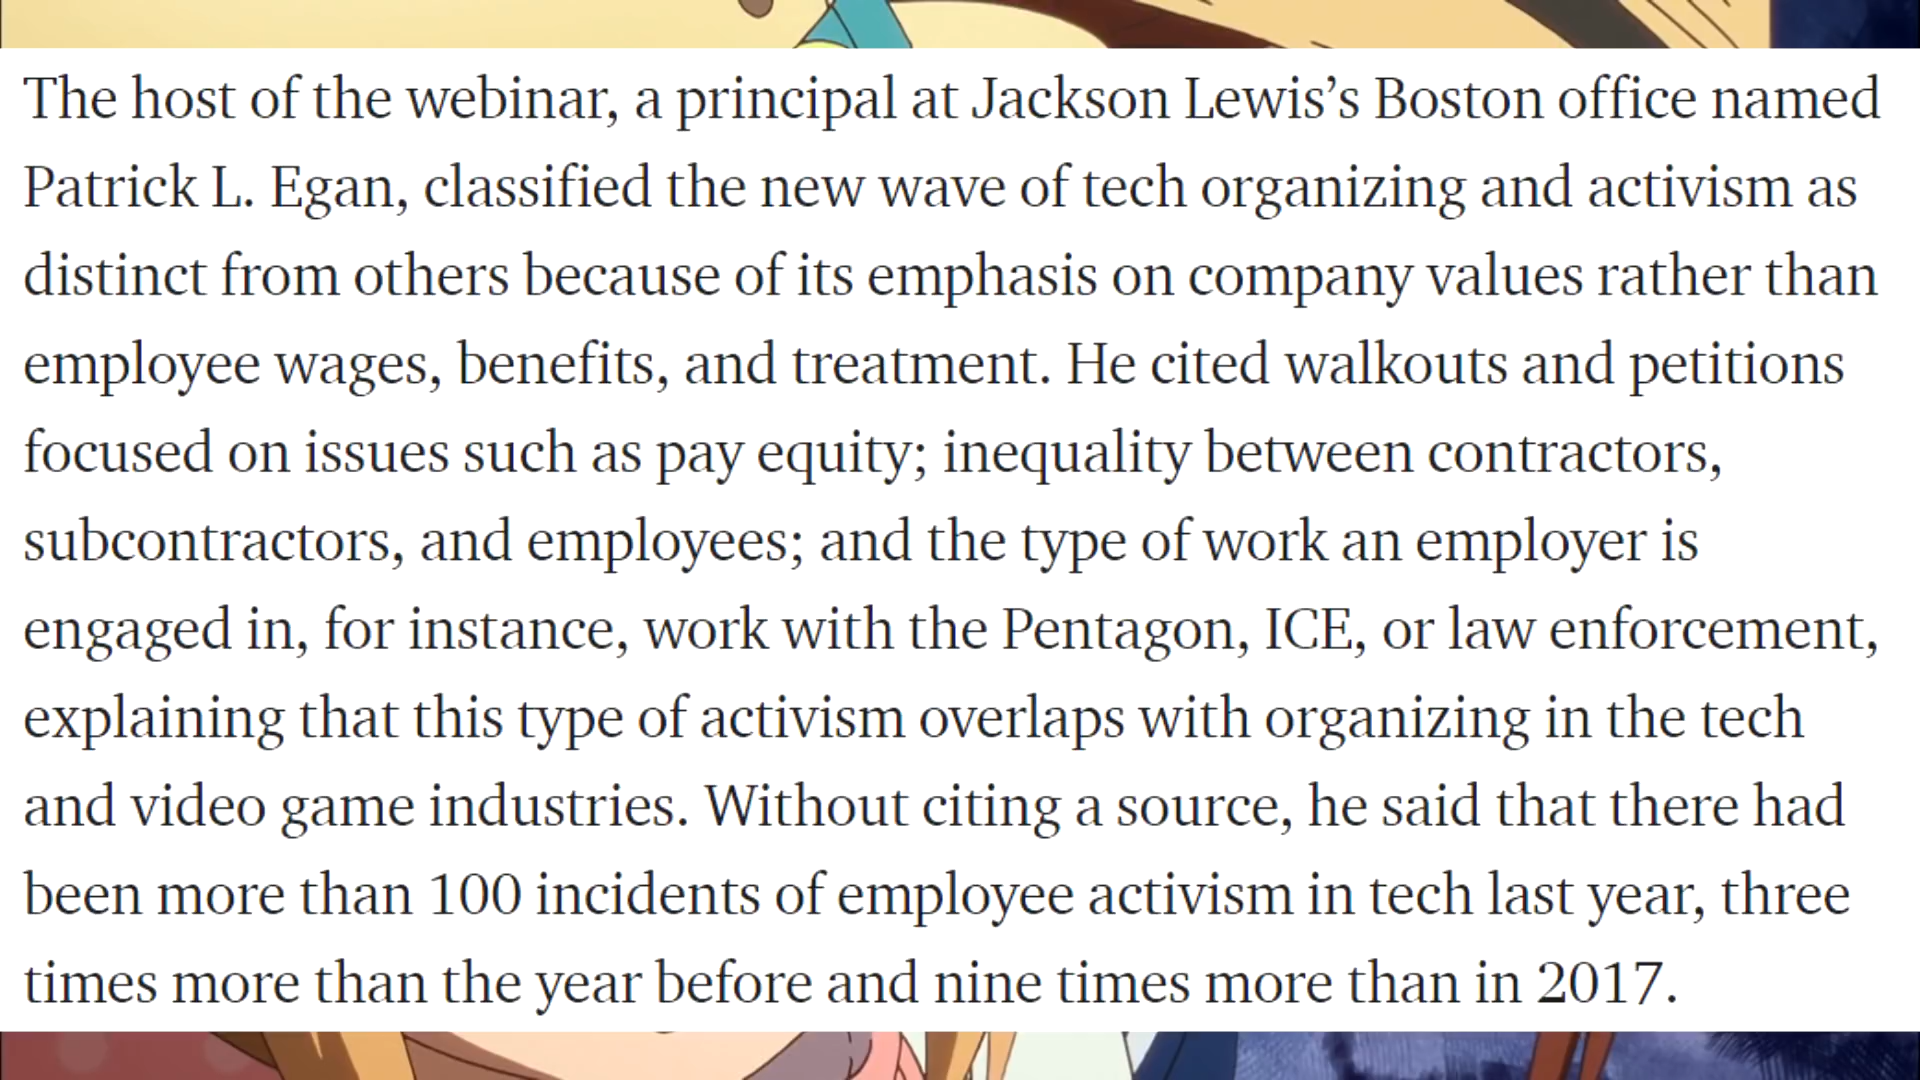 The host of the webinar, a principal at Jackson Lewis’s Boston office named
Patrick L. Egan, classified the new wave of tech organizing and activism as
distinct from others because of its emphasis on company values rather than
employee wages, benefits, and treatment. He cited walkouts and petitions
focused on issues such as pay equity; inequality between contractors,
subcontractors, and employees; and the type of work an employer is
engaged in, for instance, work with the Pentagon, ICE, or law enforcement,
explaining that this type of activism overlaps with organizing in the tech
and video game industries. Without citing a source, he said that there had
been more than 100 incidents of employee activism in tech last year, three
times more than the year before and nine times more than in 2017.